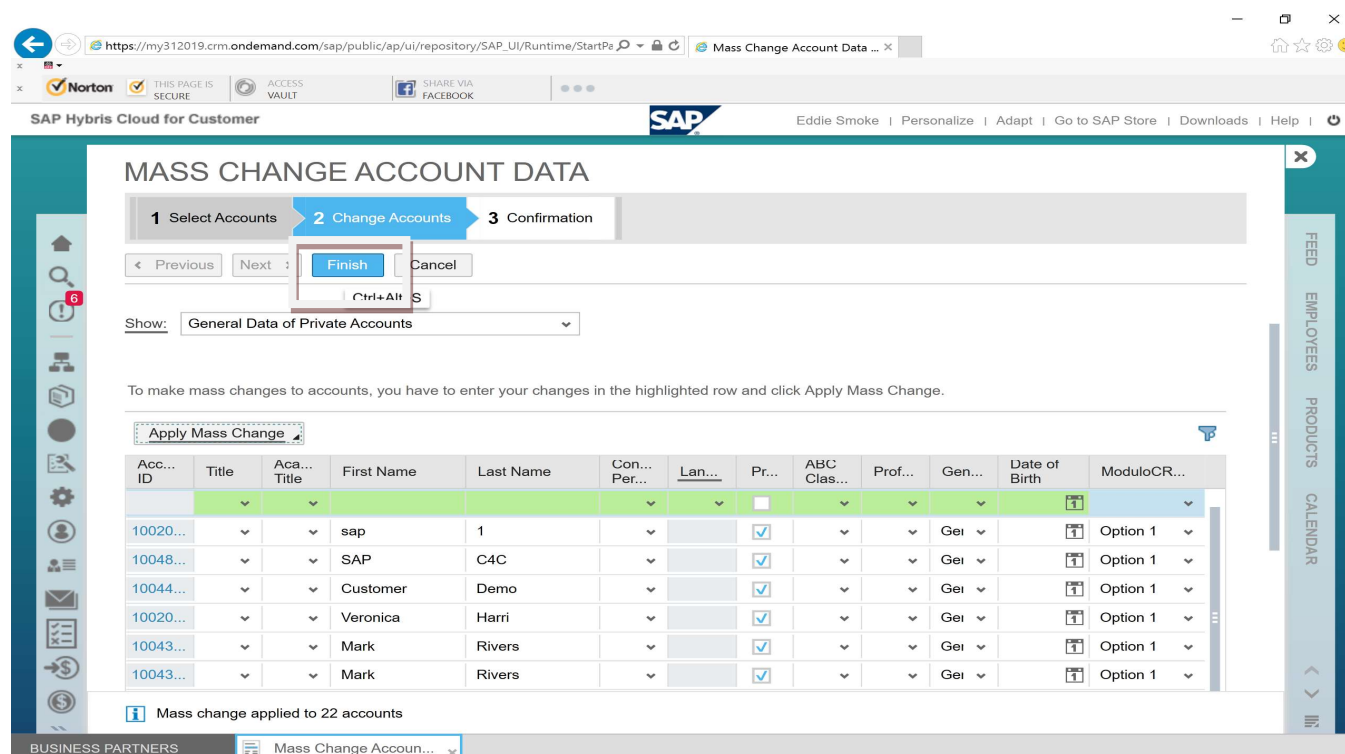 https://my312019.crm.ondemand.com/sap/public/ap/ui/repository/SAP_UI/Runtime/StartPa
Mass Change Account Data ...
Norton THIS PAGE IS SECURE ACCESS VAULT SHARE VIA FACEBOOK
SAP Hybris Cloud for Customer SAP Eddie Smoke | Personalize | Adapt | Go to SAP Store | Downloads | Help |
MASS CHANGE ACCOUNT DATA
1 Select Accounts 2 Change Accounts 3 Confirmation
Previous Next Finish Cancel
Ctrl+Alt S
6
Show: General Data of Private Accounts
To make mass changes to accounts, you have to enter your changes in the highlighted row and click Apply Mass Change.
Apply Mass Change
Acc... ID Title Aca... Title First Name Last Name Con... Per... Lan... Pr... ABC Clas... Prof... Gen... Date of Birth ModuloCR...
10020... sap 1 Ger Option 1
10048... SAP C4C Ger Option 1
10044... Customer Demo Ger Option 1
10020... Veronica Harri Ger Option 1
10043... Mark Rivers Ger Option 1
10043... Mark Rivers Ger Option 1
Mass change applied to 22 accounts
FEED
EMPLOYEES
PRODUCTS
CALENDAR
BUSINESS PARTNERS Mass Change Accoun...